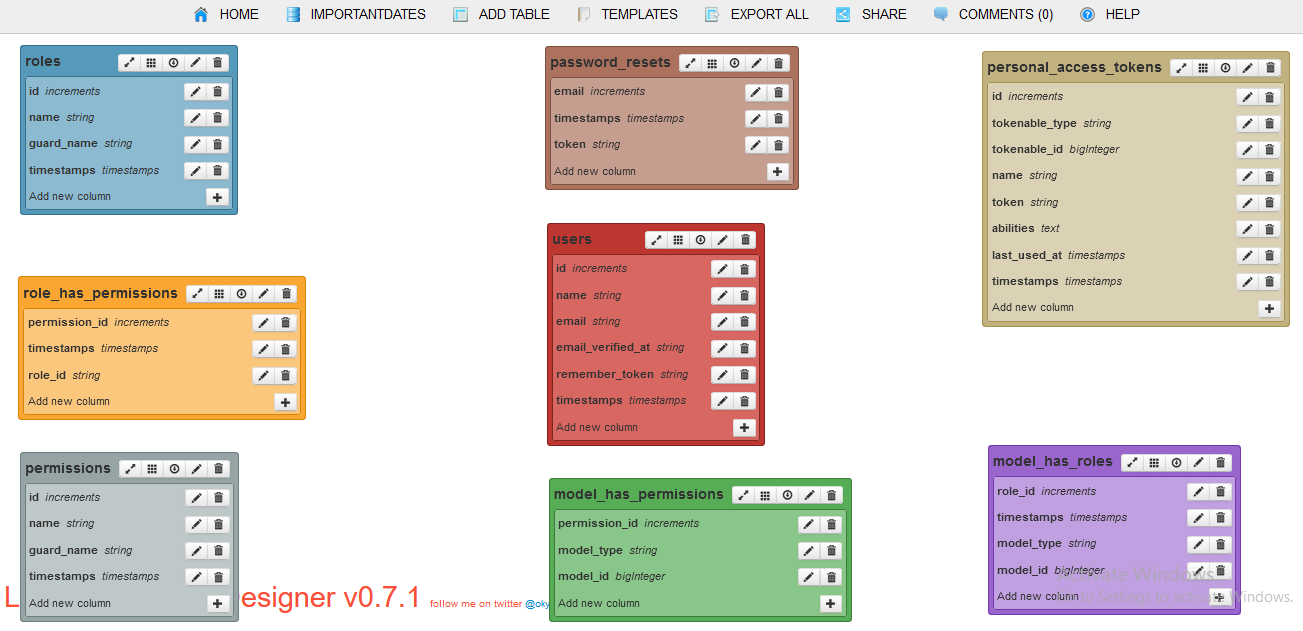 HOME IMPORTANTDATES ADD TABLE TEMPLATES EXPORT ALL SHARE COMMENTS (0) HELP
roles
id increments
name string
guard_name string
timestamps timestamps
Add new column
password_resets
email increments
timestamps timestamps
token string
Add new column
personal_access_tokens
id increments
tokenable_type string
tokenable_id bigInteger
name string
token string
abilities text
last_used_at timestamps
timestamps timestamps
Add new column
users
id increments
name string
email string
email_verified_at string
remember_token string
timestamps timestamps
Add new column
role_has_permissions
permission_id increments
timestamps timestamps
role_id string
Add new column
permissions
id increments
name string
guard_name string
timestamps timestamps
Add new column
model_has_permissions
permission_id increments
model_type string
model_id bigInteger
Add new column
model_has_roles
role_id increments
timestamps timestamps
model_type string
model_id bigInteger
Add new column
L esigner v0.7.1 follow me on twitter @oky
Activate Windows
to Settings to activate Windows.